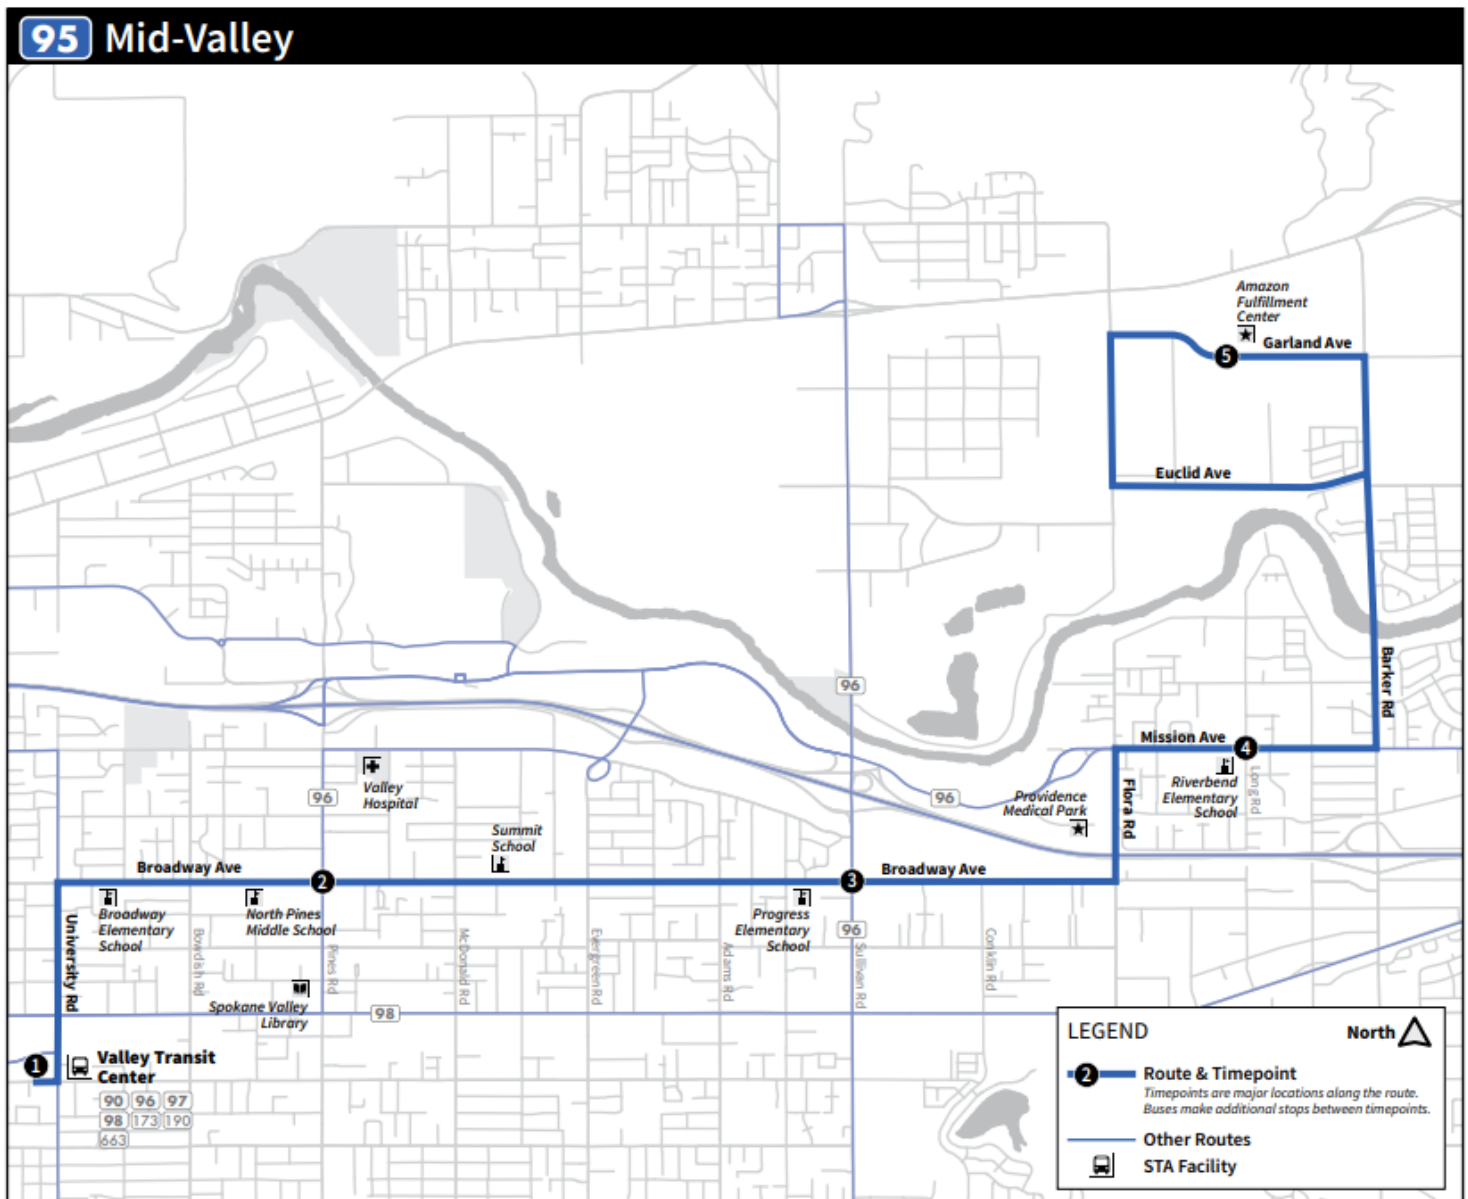 95 Mid-Valley
Amazon
Fulfillment
Center
5
Garland Ave
Euclid Ave
Barker Rd
96
Mission Ave
4
Riverbend
Elementary
School
Long Rd
Flora Rd
Providence
Medical Park
96
Valley
Hospital
96
Summit
School
Broadway Ave
2
3
Broadway Ave
Broadway
Elementary
School
North Pines
Middle School
Progress
Elementary
School
96
University Rd
Bowdish Rd
Pines Rd
McDonald Rd
Evergreen Rd
Adams Rd
Sullivan Rd
Conklin Rd
Spokane Valley
Library
98
1
Valley Transit
Center
90 96 97
98 173 190
663
LEGEND
North
2
Route & Timepoint
Timepoints are major locations along the route.
Buses make additional stops between timepoints.
Other Routes
STA Facility